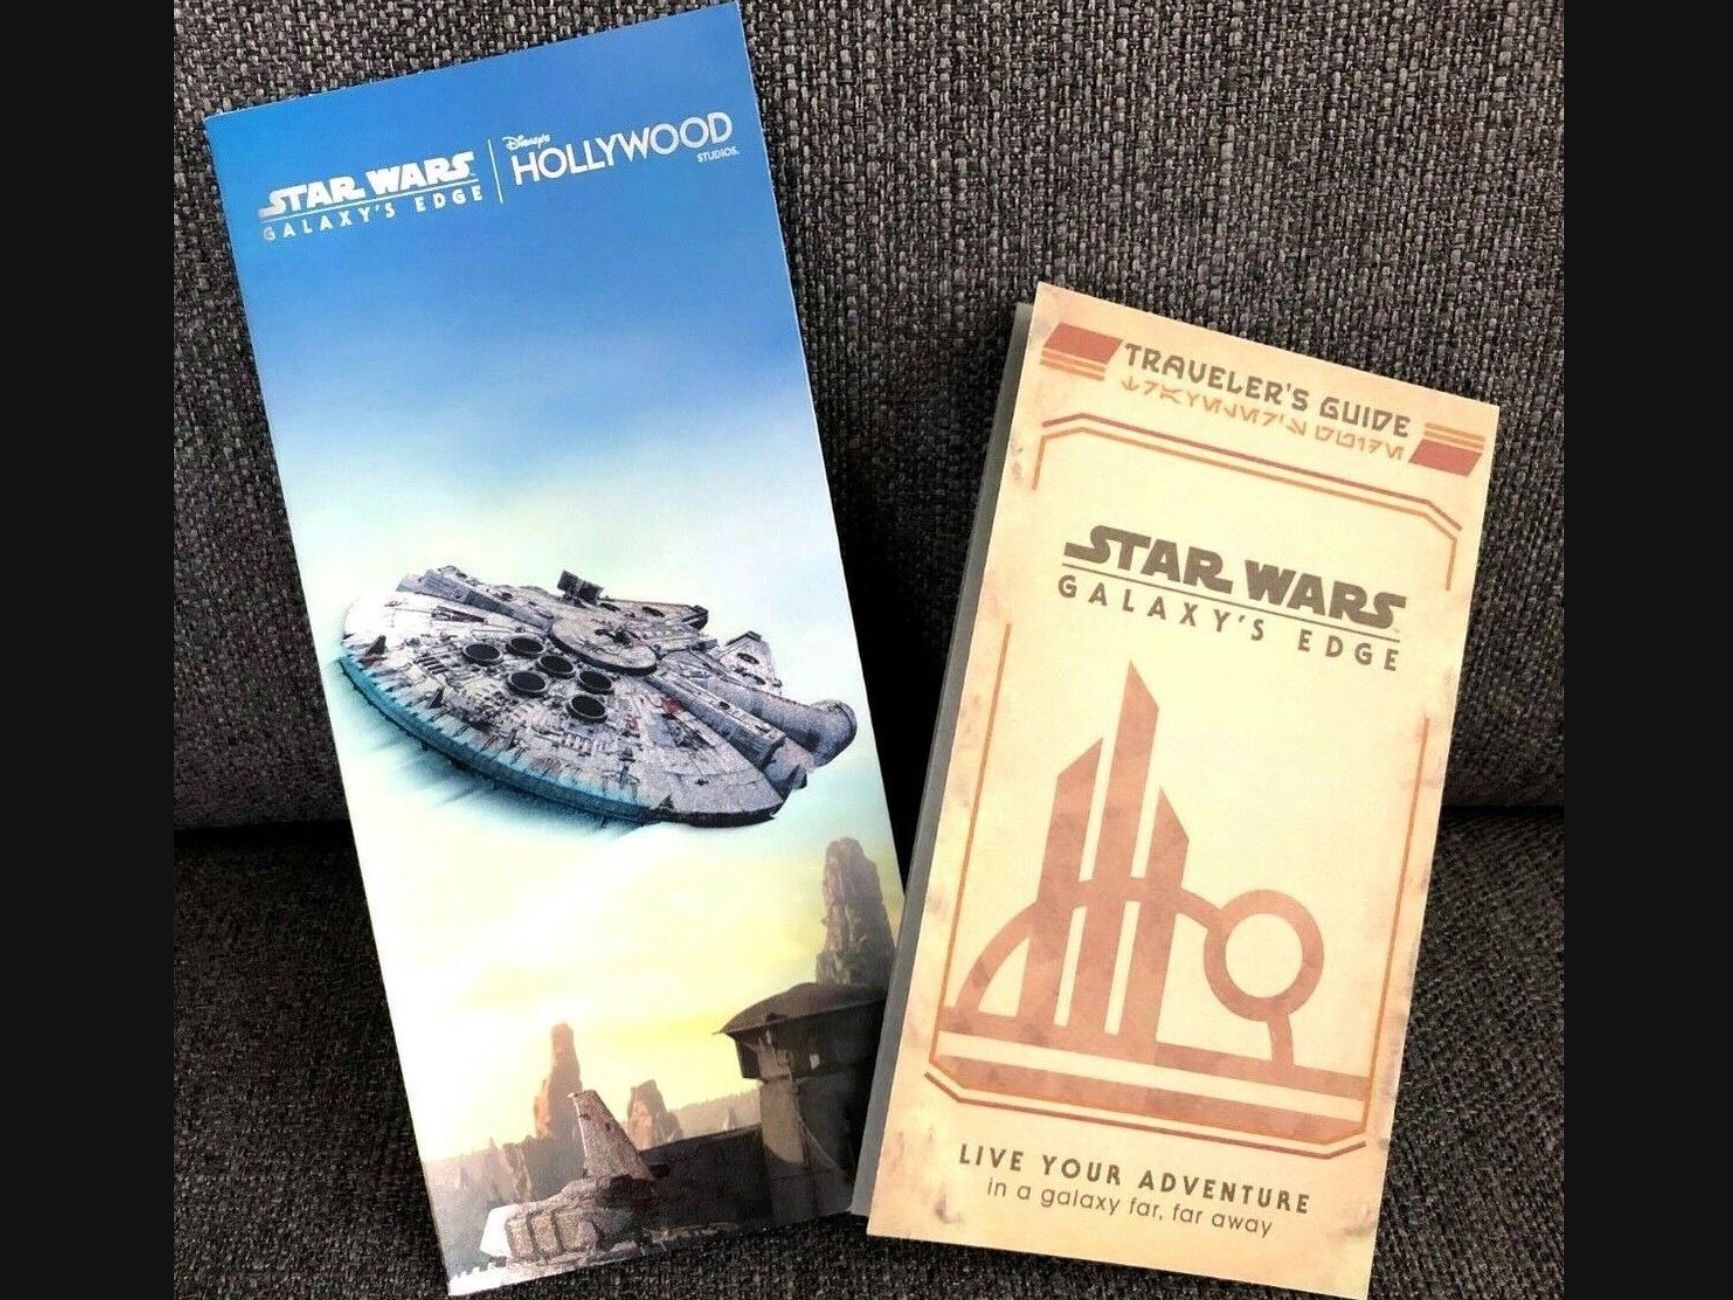 STAR WARS
GALAXY'S EDGE
Disney's
HOLLYWOOD
STUDIOS.
TRAVELER'S GUIDE
STAR WARS
GALAXY'S EDGE
LIVE YOUR ADVENTURE
in a galaxy far, far away